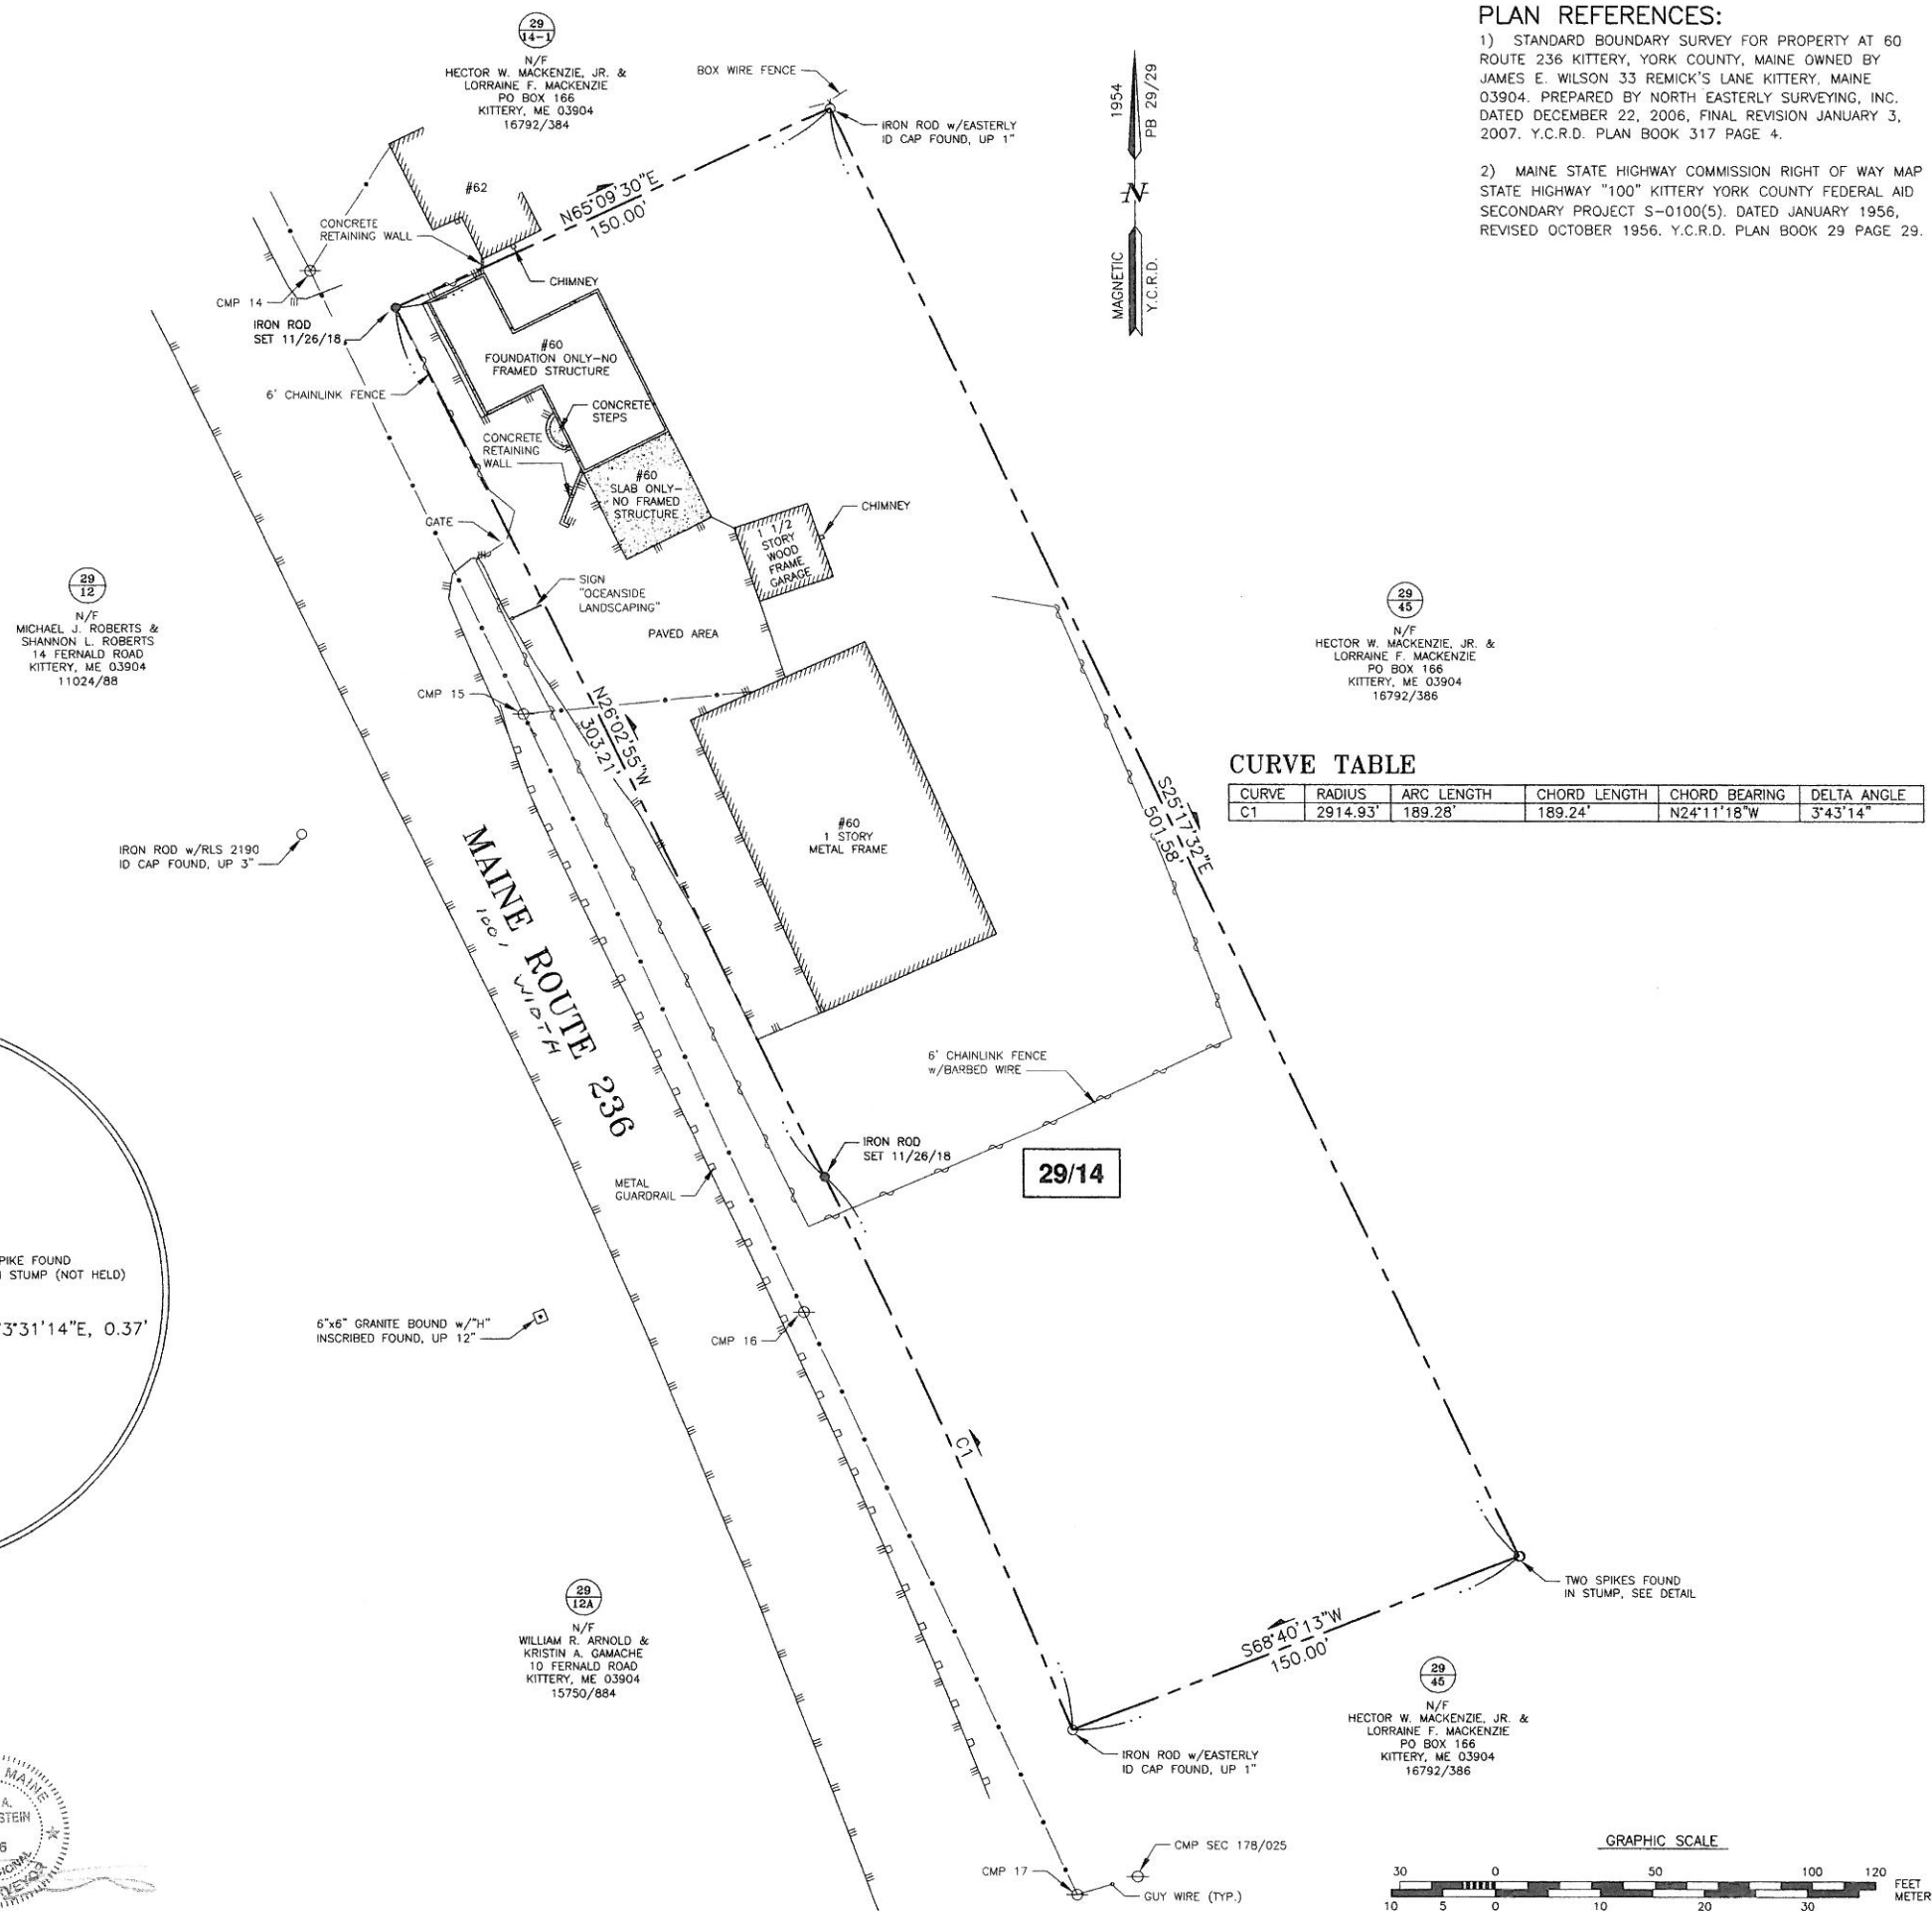 PLAN REFERENCES:
1) STANDARD BOUNDARY SURVEY FOR PROPERTY AT 60
ROUTE 236 KITTERY, YORK COUNTY, MAINE OWNED BY
JAMES E. WILSON 33 REMICK'S LANE KITTERY, MAINE
03904. PREPARED BY NORTH EASTERLY SURVEYING, INC.
DATED DECEMBER 22, 2006, FINAL REVISION JANUARY 3,
2007. Y.C.R.D. PLAN BOOK 317 PAGE 4.
2) MAINE STATE HIGHWAY COMMISSION RIGHT OF WAY MAP
STATE HIGHWAY "100" KITTERY YORK COUNTY FEDERAL AID
SECONDARY PROJECT S-0100(5). DATED JANUARY 1956,
REVISED OCTOBER 1956. Y.C.R.D. PLAN BOOK 29 PAGE 29.
29
14-1
N/F
HECTOR W. MACKENZIE, JR. &
LORRAINE F. MACKENZIE
PO BOX 166
KITTERY, ME 03904
16792/384
BOX WIRE FENCE
IRON ROD w/EASTERLY
ID CAP FOUND, UP 1"
1954
PB 29/29
N
MAGNETIC
Y.C.R.D.
#62
N65°09'30"E
150.00'
CONCRETE
RETAINING WALL
CHIMNEY
CMP 14
IRON ROD
SET 11/26/18
#60
FOUNDATION ONLY-NO
FRAMED STRUCTURE
6' CHAINLINK FENCE
CONCRETE
STEPS
CONCRETE
RETAINING
WALL
#60
SLAB ONLY-
NO FRAMED
STRUCTURE
CHIMNEY
GATE
1 1/2
STORY
WOOD
FRAME
GARAGE
SIGN
"OCEANSIDE
LANDSCAPING"
PAVED AREA
29
12
N/F
MICHAEL J. ROBERTS &
SHANNON L. ROBERTS
14 FERNALD ROAD
KITTERY, ME 03904
11024/88
29
45
N/F
HECTOR W. MACKENZIE, JR. &
LORRAINE F. MACKENZIE
PO BOX 166
KITTERY, ME 03904
16792/386
CMP 15
N26°02'55"W
303.21'
S25°17'32"E
501.58'
CURVE TABLE
CURVE RADIUS ARC LENGTH CHORD LENGTH CHORD BEARING DELTA ANGLE
C1 2914.93' 189.28' 189.24' N24°11'18"W 3°43'14"
#60
1 STORY
METAL FRAME
IRON ROD w/RLS 2190
ID CAP FOUND, UP 3"
MAINE ROUTE 236
100' WIDTH
6' CHAINLINK FENCE
w/BARBED WIRE
IRON ROD
SET 11/26/18
29/14
METAL
GUARDRAIL
PIKE FOUND
STUMP (NOT HELD)
3°31'14"E, 0.37'
6"x6" GRANITE BOUND w/"H"
INSCRIBED FOUND, UP 12"
CMP 16
C1
TWO SPIKES FOUND
IN STUMP, SEE DETAIL
29
12A
N/F
WILLIAM R. ARNOLD &
KRISTIN A. GAMACHE
10 FERNALD ROAD
KITTERY, ME 03904
15750/884
S68°40'13"W
150.00'
29
45
N/F
HECTOR W. MACKENZIE, JR. &
LORRAINE F. MACKENZIE
PO BOX 166
KITTERY, ME 03904
16792/386
IRON ROD w/EASTERLY
ID CAP FOUND, UP 1"
MAINE
A.
STEIN
6
CMP SEC 178/025
CMP 17
GUY WIRE (TYP.)
GRAPHIC SCALE
30 0 50 100 120
FEET
METER
10 5 0 10 20 30